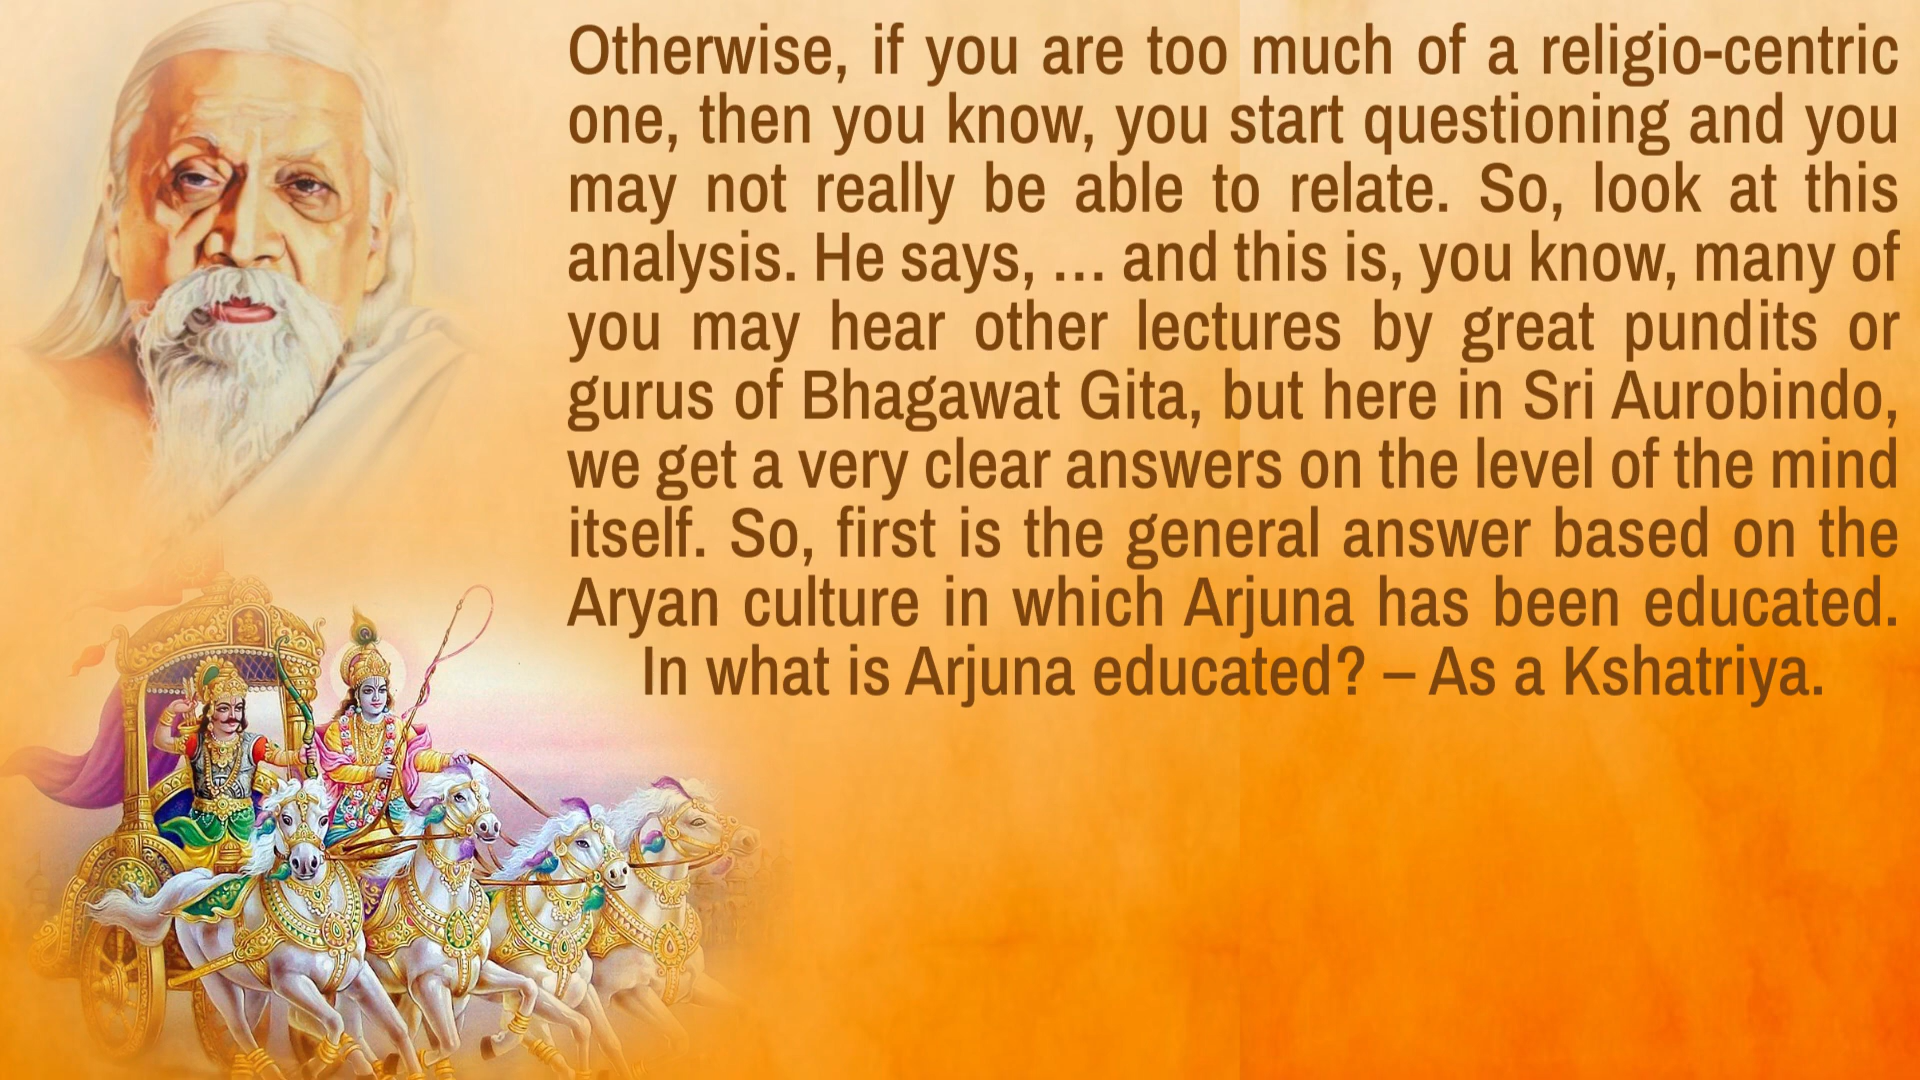 Otherwise, if you are too much of a religio-centric
one, then you know, you start questioning and you
may not really be able to relate. So, look at this
analysis. He says, … and this is, you know, many of
you may hear other lectures by great pundits or
gurus of Bhagawat Gita, but here in Sri Aurobindo,
we get a very clear answers on the level of the mind
itself. So, first is the general answer based on the
Aryan culture in which Arjuna has been educated.
In what is Arjuna educated? – As a Kshatriya.